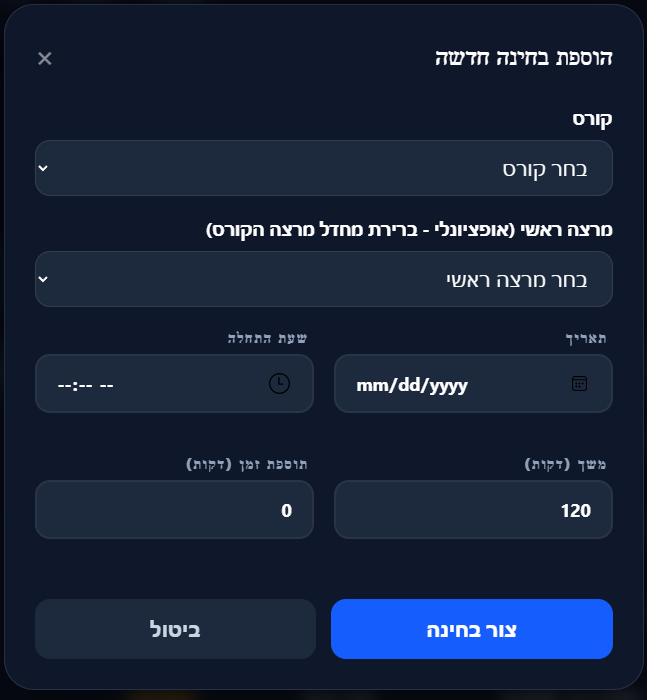 הוספת בחינה חדשה ×
קורס
בחר קורס
מרצה ראשי (אופציונלי - ברירת מחדל מרצה הקורס)
בחר מרצה ראשי
תאריך שעת התחלה
mm/dd/yyyy --:-- --
משך (דקות) תוספת זמן (דקות)
120 0
צור בחינה ביטול